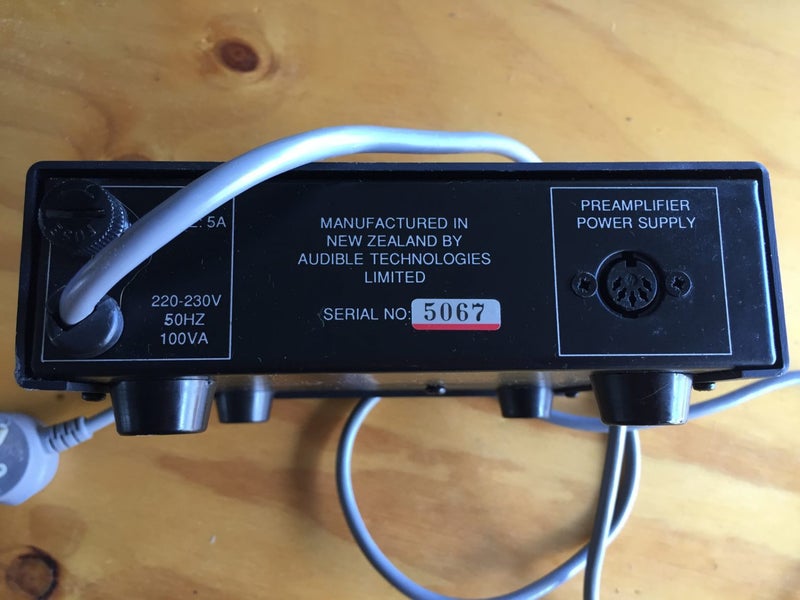 FUSE
.5A
220-230V
50HZ
100VA
MANUFACTURED IN
NEW ZEALAND BY
AUDIBLE TECHNOLOGIES
LIMITED
SERIAL NO: 5067
PREAMPLIFIER
POWER SUPPLY